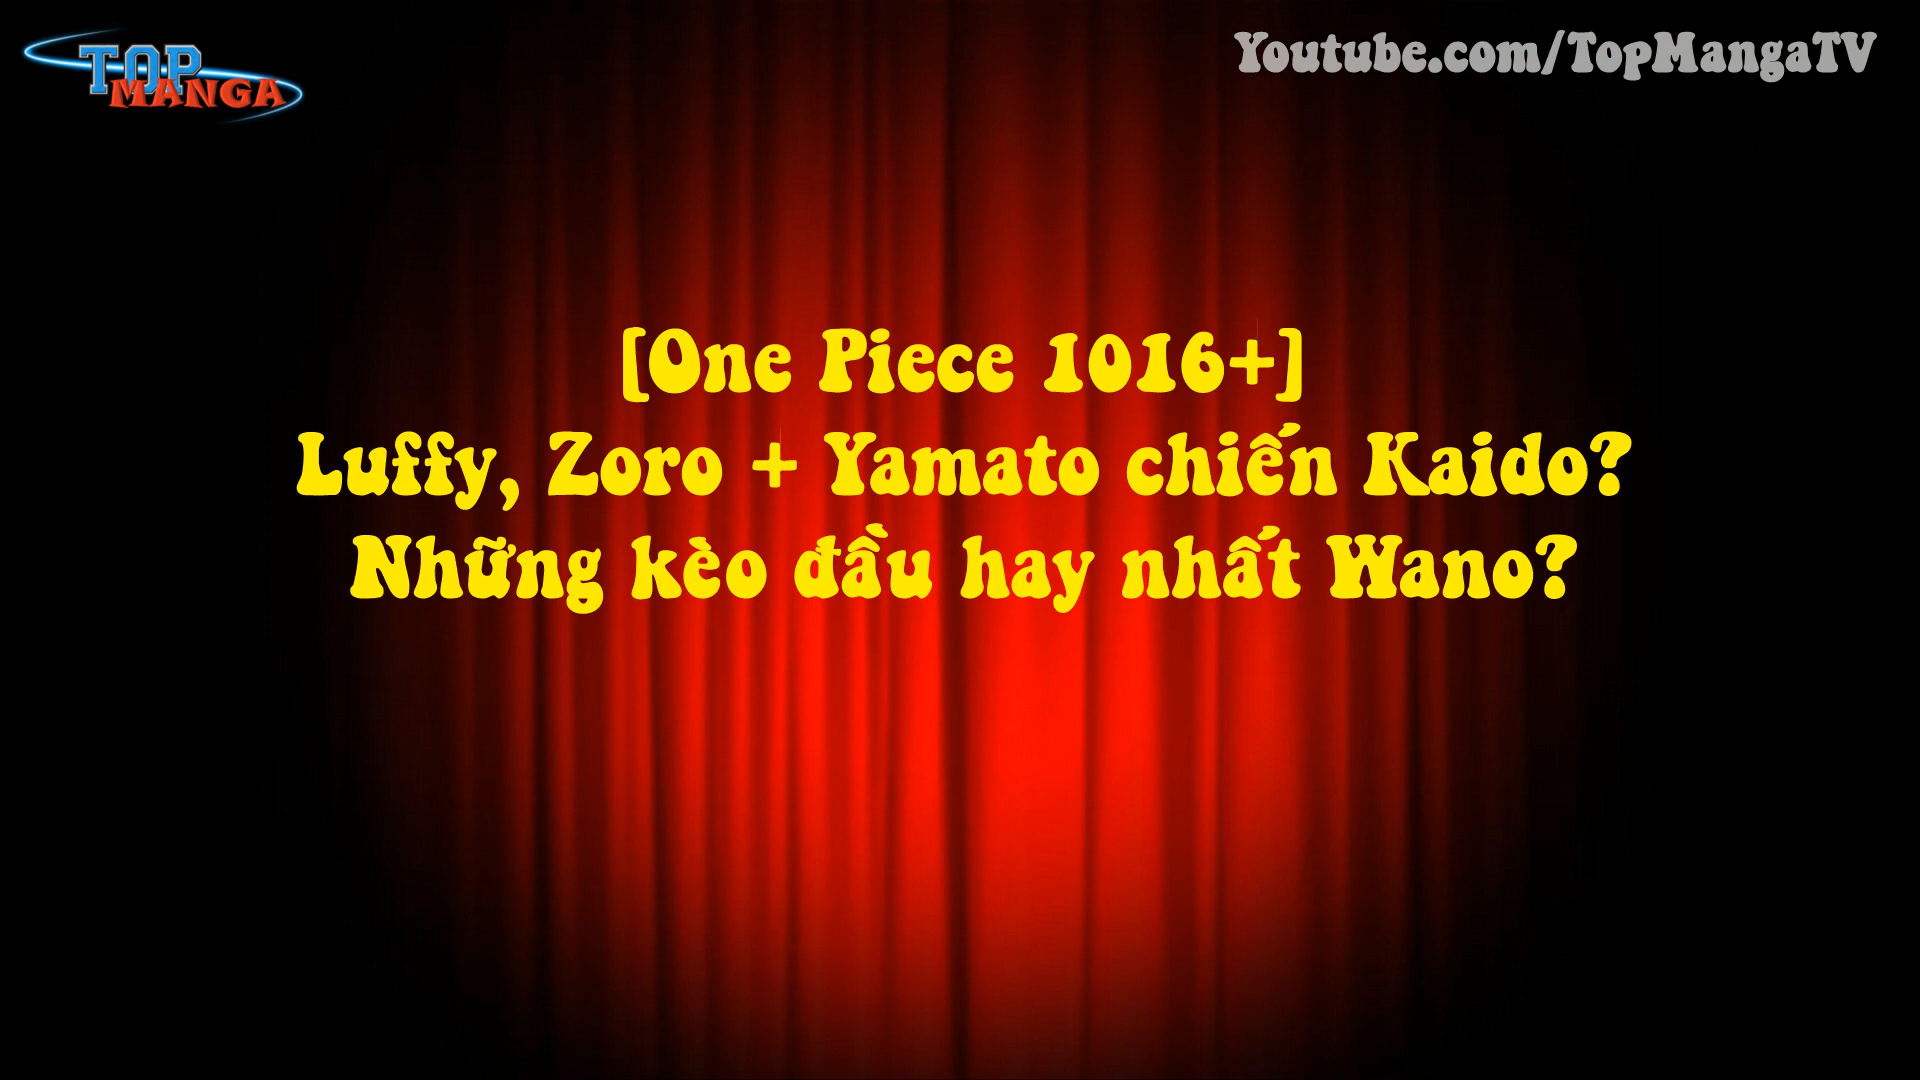 TOP
MANGA
Youtube.com/TopMangaTV
[One Piece 1016+]
Luffy, Zoro + Yamato chiến Kaido?
Những kèo đầu hay nhất Wano?